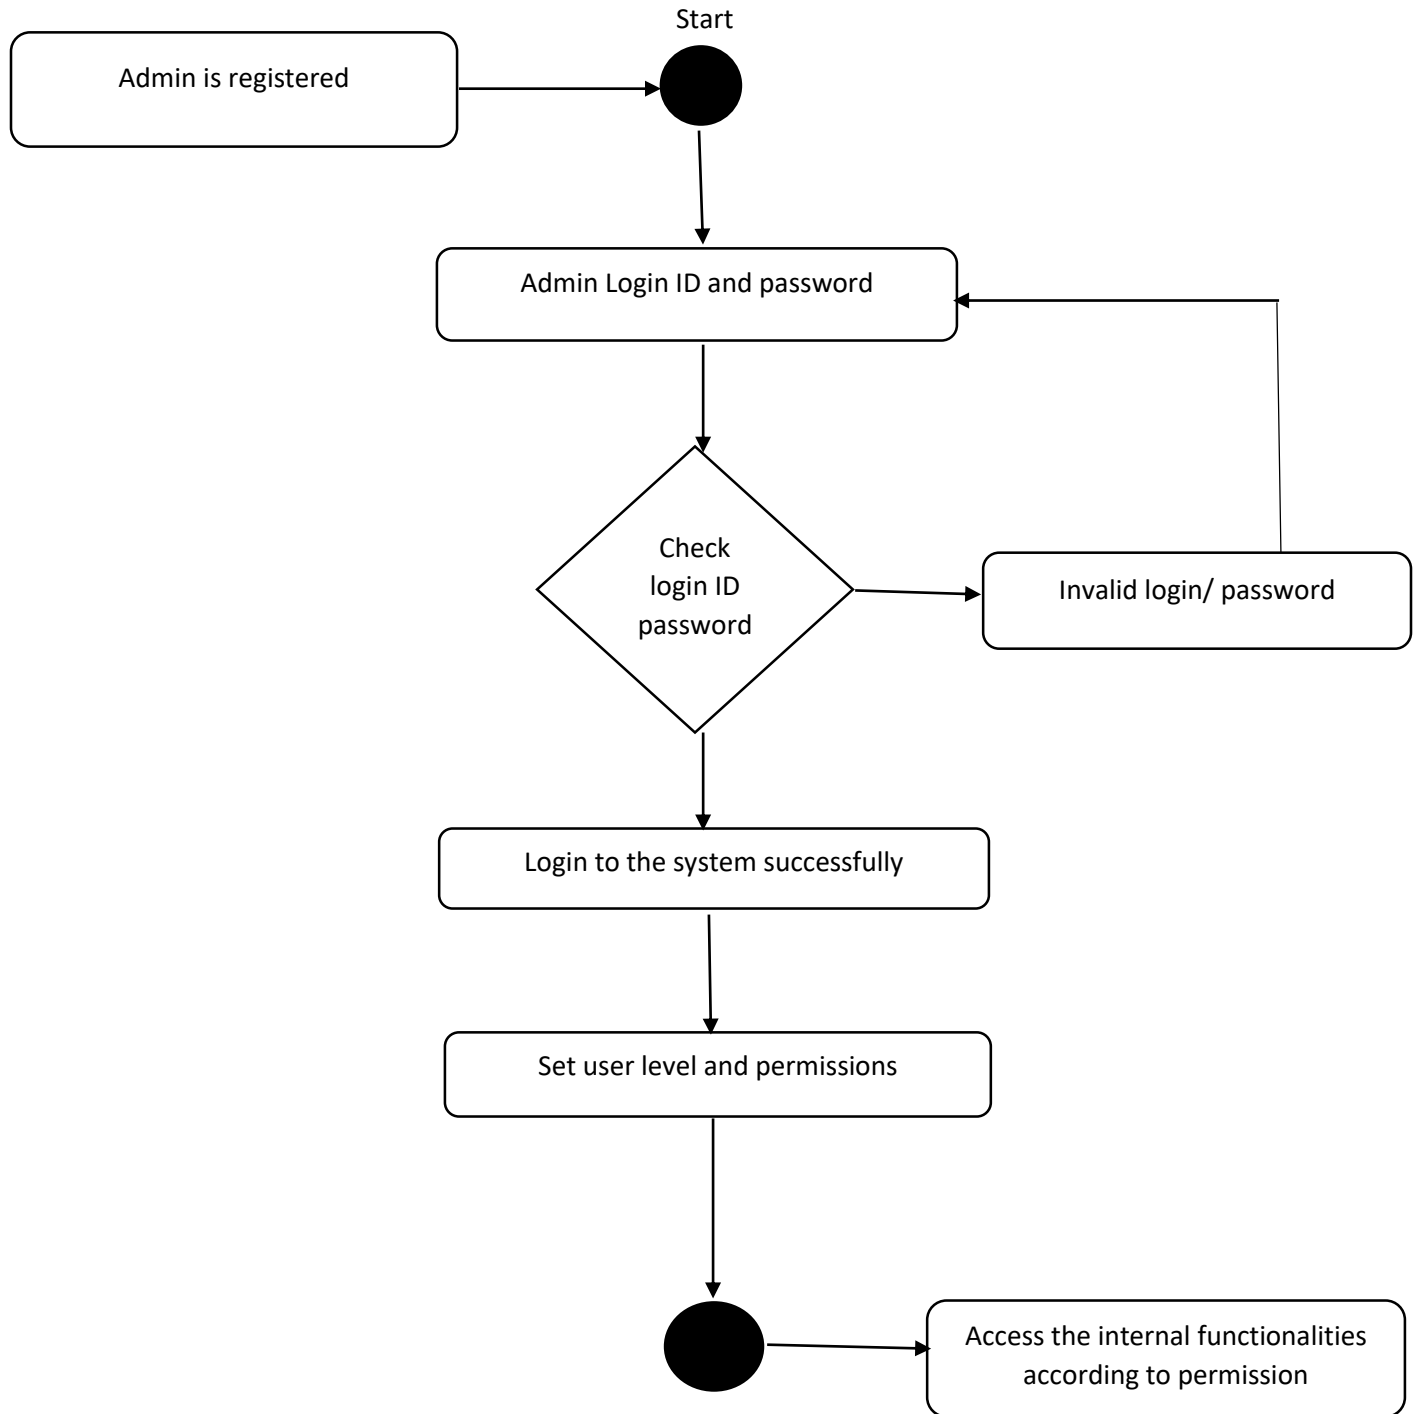 Start
Admin is registered
Admin Login ID and password
Check
login ID
password
Invalid login/ password
Login to the system successfully
Set user level and permissions
Access the internal functionalities
according to permission